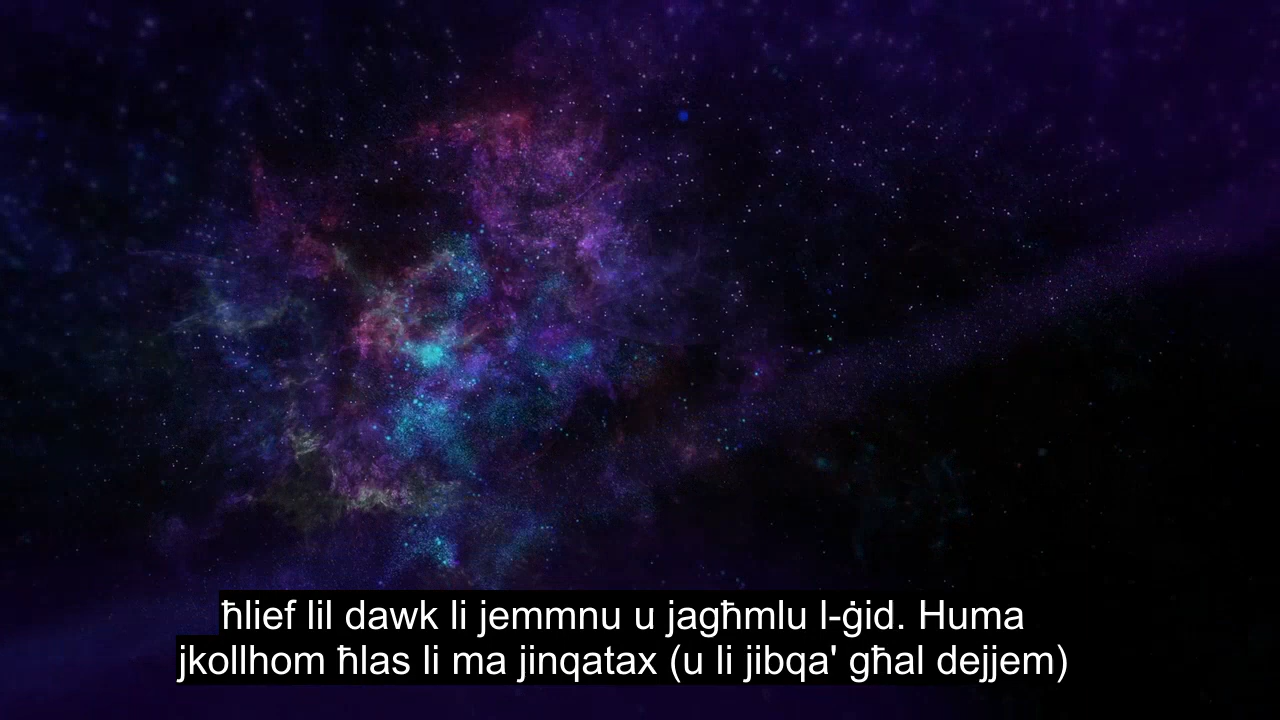 ħlief lil dawk li jemmnu u jagħmlu l-ġid. Huma
jkollhom ħlas li ma jinqatax (u li jibqa' għal dejjem)